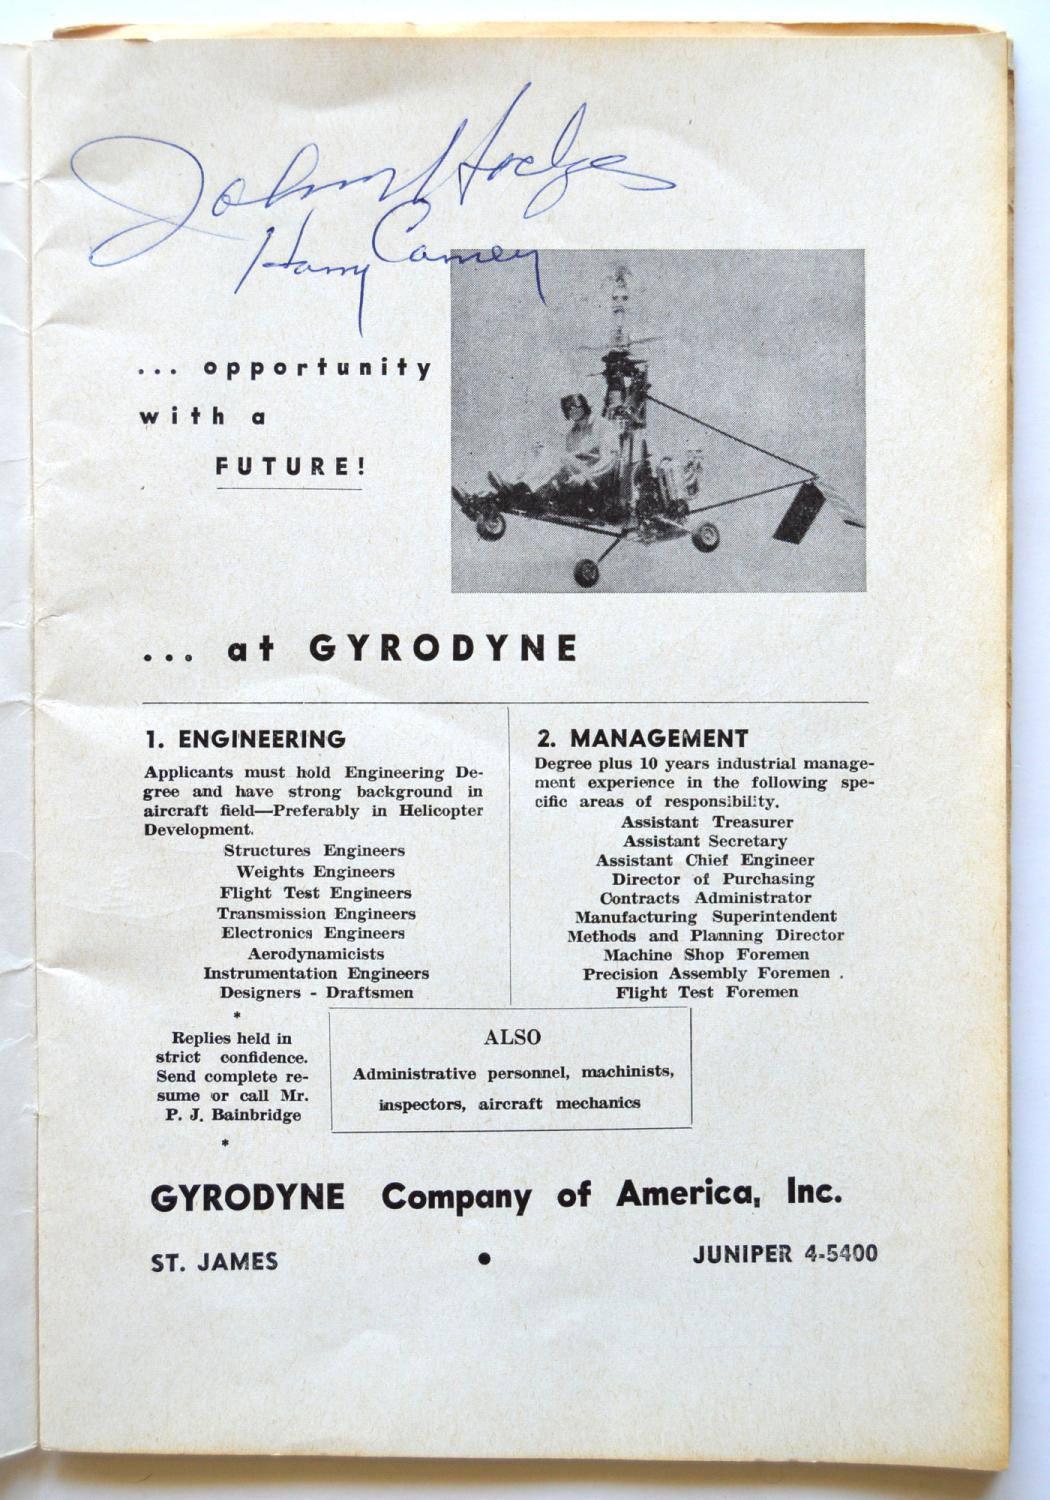 Johnny Hodges
Harry Carney
... opportunity
with a
FUTURE!
... at GYRODYNE
1. ENGINEERING
Applicants must hold Engineering De-
gree and have strong background in
aircraft field—Preferably in Helicopter
Development.
Structures Engineers
Weights Engineers
Flight Test Engineers
Transmission Engineers
Electronics Engineers
Aerodynamicists
Instrumentation Engineers
Designers - Draftsmen
*
Replies held in
strict confidence.
Send complete re-
sume or call Mr.
P. J. Bainbridge
*
2. MANAGEMENT
Degree plus 10 years industrial manage-
ment experience in the following spe-
cific areas of responsibility.
Assistant Treasurer
Assistant Secretary
Assistant Chief Engineer
Director of Purchasing
Contracts Administrator
Manufacturing Superintendent
Methods and Planning Director
Machine Shop Foremen
Precision Assembly Foremen .
Flight Test Foremen
ALSO
Administrative personnel, machinists,
inspectors, aircraft mechanics
GYRODYNE Company of America, Inc.
ST. JAMES • JUNIPER 4-5400